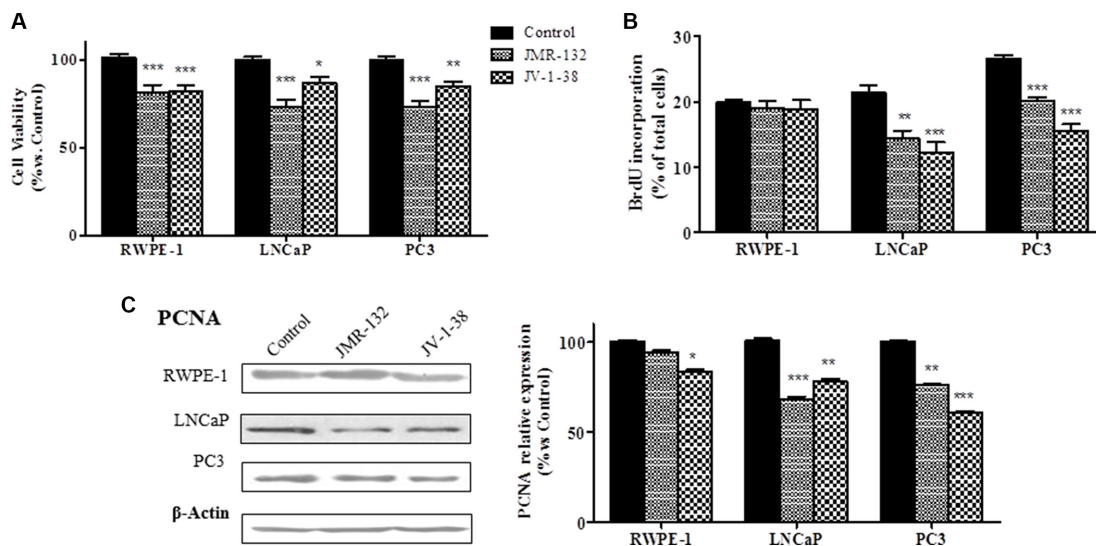 A
Cell Viability
(% vs. Control)
100
50
0
***
***
***
*
***
**
RWPE-1
LNCaP
PC3
Control
JMR-132
JV-1-38
B
BrdU incorporation
(% of total cells)
30
20
10
0
**
***
***
***
RWPE-1
LNCaP
PC3
C
PCNA
Control
JMR-132
JV-1-38
RWPE-1
LNCaP
PC3
β-Actin
PCNA relative expression
(% vs Control)
100
50
0
*
***
**
**
***
RWPE-1
LNCaP
PC3